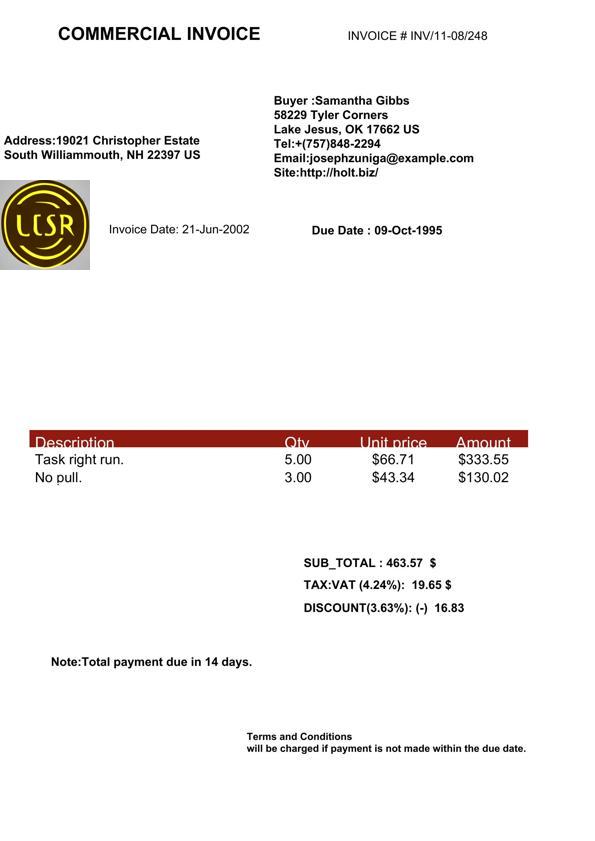 COMMERCIAL INVOICE
INVOICE # INV/11-08/248
Buyer :Samantha Gibbs
58229 Tyler Corners
Lake Jesus, OK 17662 US
Tel:+(757)848-2294
Email:josephzuniga@example.com
Site:http://holt.biz/
Address:19021 Christopher Estate
South Williammouth, NH 22397 US
LCSR
Invoice Date: 21-Jun-2002
Due Date : 09-Oct-1995
Description Qty Unit price Amount
Task right run. 5.00 $66.71 $333.55
No pull. 3.00 $43.34 $130.02
SUB_TOTAL : 463.57 $
TAX:VAT (4.24%): 19.65 $
DISCOUNT(3.63%): (-) 16.83
Note:Total payment due in 14 days.
Terms and Conditions
will be charged if payment is not made within the due date.